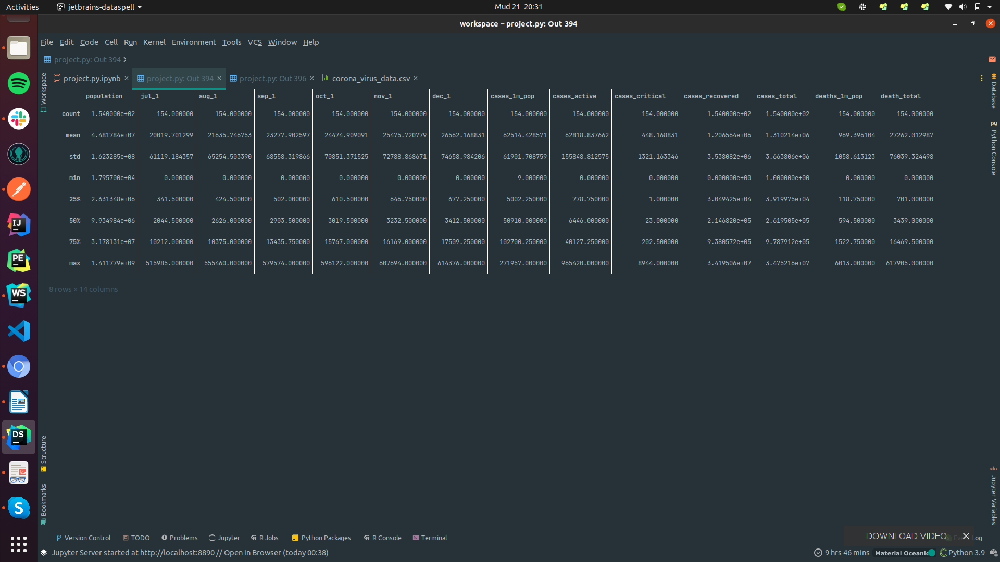 Activities jetbrains-dataspell Mud 21 20:31
workspace – project.py: Out 394
File Edit Code Cell Run Kernel Environment Tools VCS Window Help
project.py: Out 394
project.py.ipynb project.py: Out 394 project.py: Out 396 corona_virus_data.csv
population jul_1 aug_1 sep_1 oct_1 nov_1 dec_1 cases_1m_pop cases_active cases_critical cases_recovered cases_total deaths_1m_pop death_total
count 1.540000e+02 154.000000 154.000000 154.000000 154.000000 154.000000 154.000000 154.000000 154.000000 154.000000 1.540000e+02 1.540000e+02 154.000000 154.000000
mean 4.481784e+07 20019.701299 21635.746753 23277.902597 24474.909091 25475.720779 26562.168831 62514.428571 62818.837662 448.168831 1.206564e+06 1.310214e+06 969.396104 27262.012987
std 1.623285e+08 61119.184357 65254.503390 68558.319866 70851.371525 72788.868671 74658.984206 61901.708759 155848.812575 1321.163346 3.538082e+06 3.663806e+06 1058.613123 76039.324498
min 1.795700e+04 0.000000 0.000000 0.000000 0.000000 0.000000 0.000000 9.000000 0.000000 0.000000 0.000000e+00 1.000000e+00 0.000000 0.000000
25% 2.631348e+06 341.500000 424.500000 502.000000 610.500000 646.750000 677.250000 5002.250000 778.750000 1.000000 3.049425e+04 3.919975e+04 118.750000 701.000000
50% 9.934984e+06 2044.500000 2626.000000 2903.500000 3019.500000 3232.500000 3412.500000 50910.000000 6446.000000 23.000000 2.146820e+05 2.619505e+05 594.500000 3439.000000
75% 3.178131e+07 10212.000000 10375.000000 13435.750000 15767.000000 16169.000000 17509.250000 102700.250000 40127.250000 202.500000 9.380572e+05 9.787912e+05 1522.750000 16469.500000
max 1.411779e+09 515985.000000 555460.000000 579574.000000 596122.000000 607694.000000 614376.000000 271957.000000 965420.000000 8944.000000 3.419506e+07 3.475216e+07 6013.000000 617905.000000
8 rows × 14 columns
Workspace
Structure
Bookmarks
Database
Python Console
Jupyter Variables
IJ
PE
WS
DS
S
Version Control TODO Problems Jupyter R Jobs Python Packages R Console Terminal
DOWNLOAD VIDEO Log
Jupyter Server started at http://localhost:8890 // Open in Browser (today 00:38) 9 hrs 46 mins Material Oceanic Python 3.9